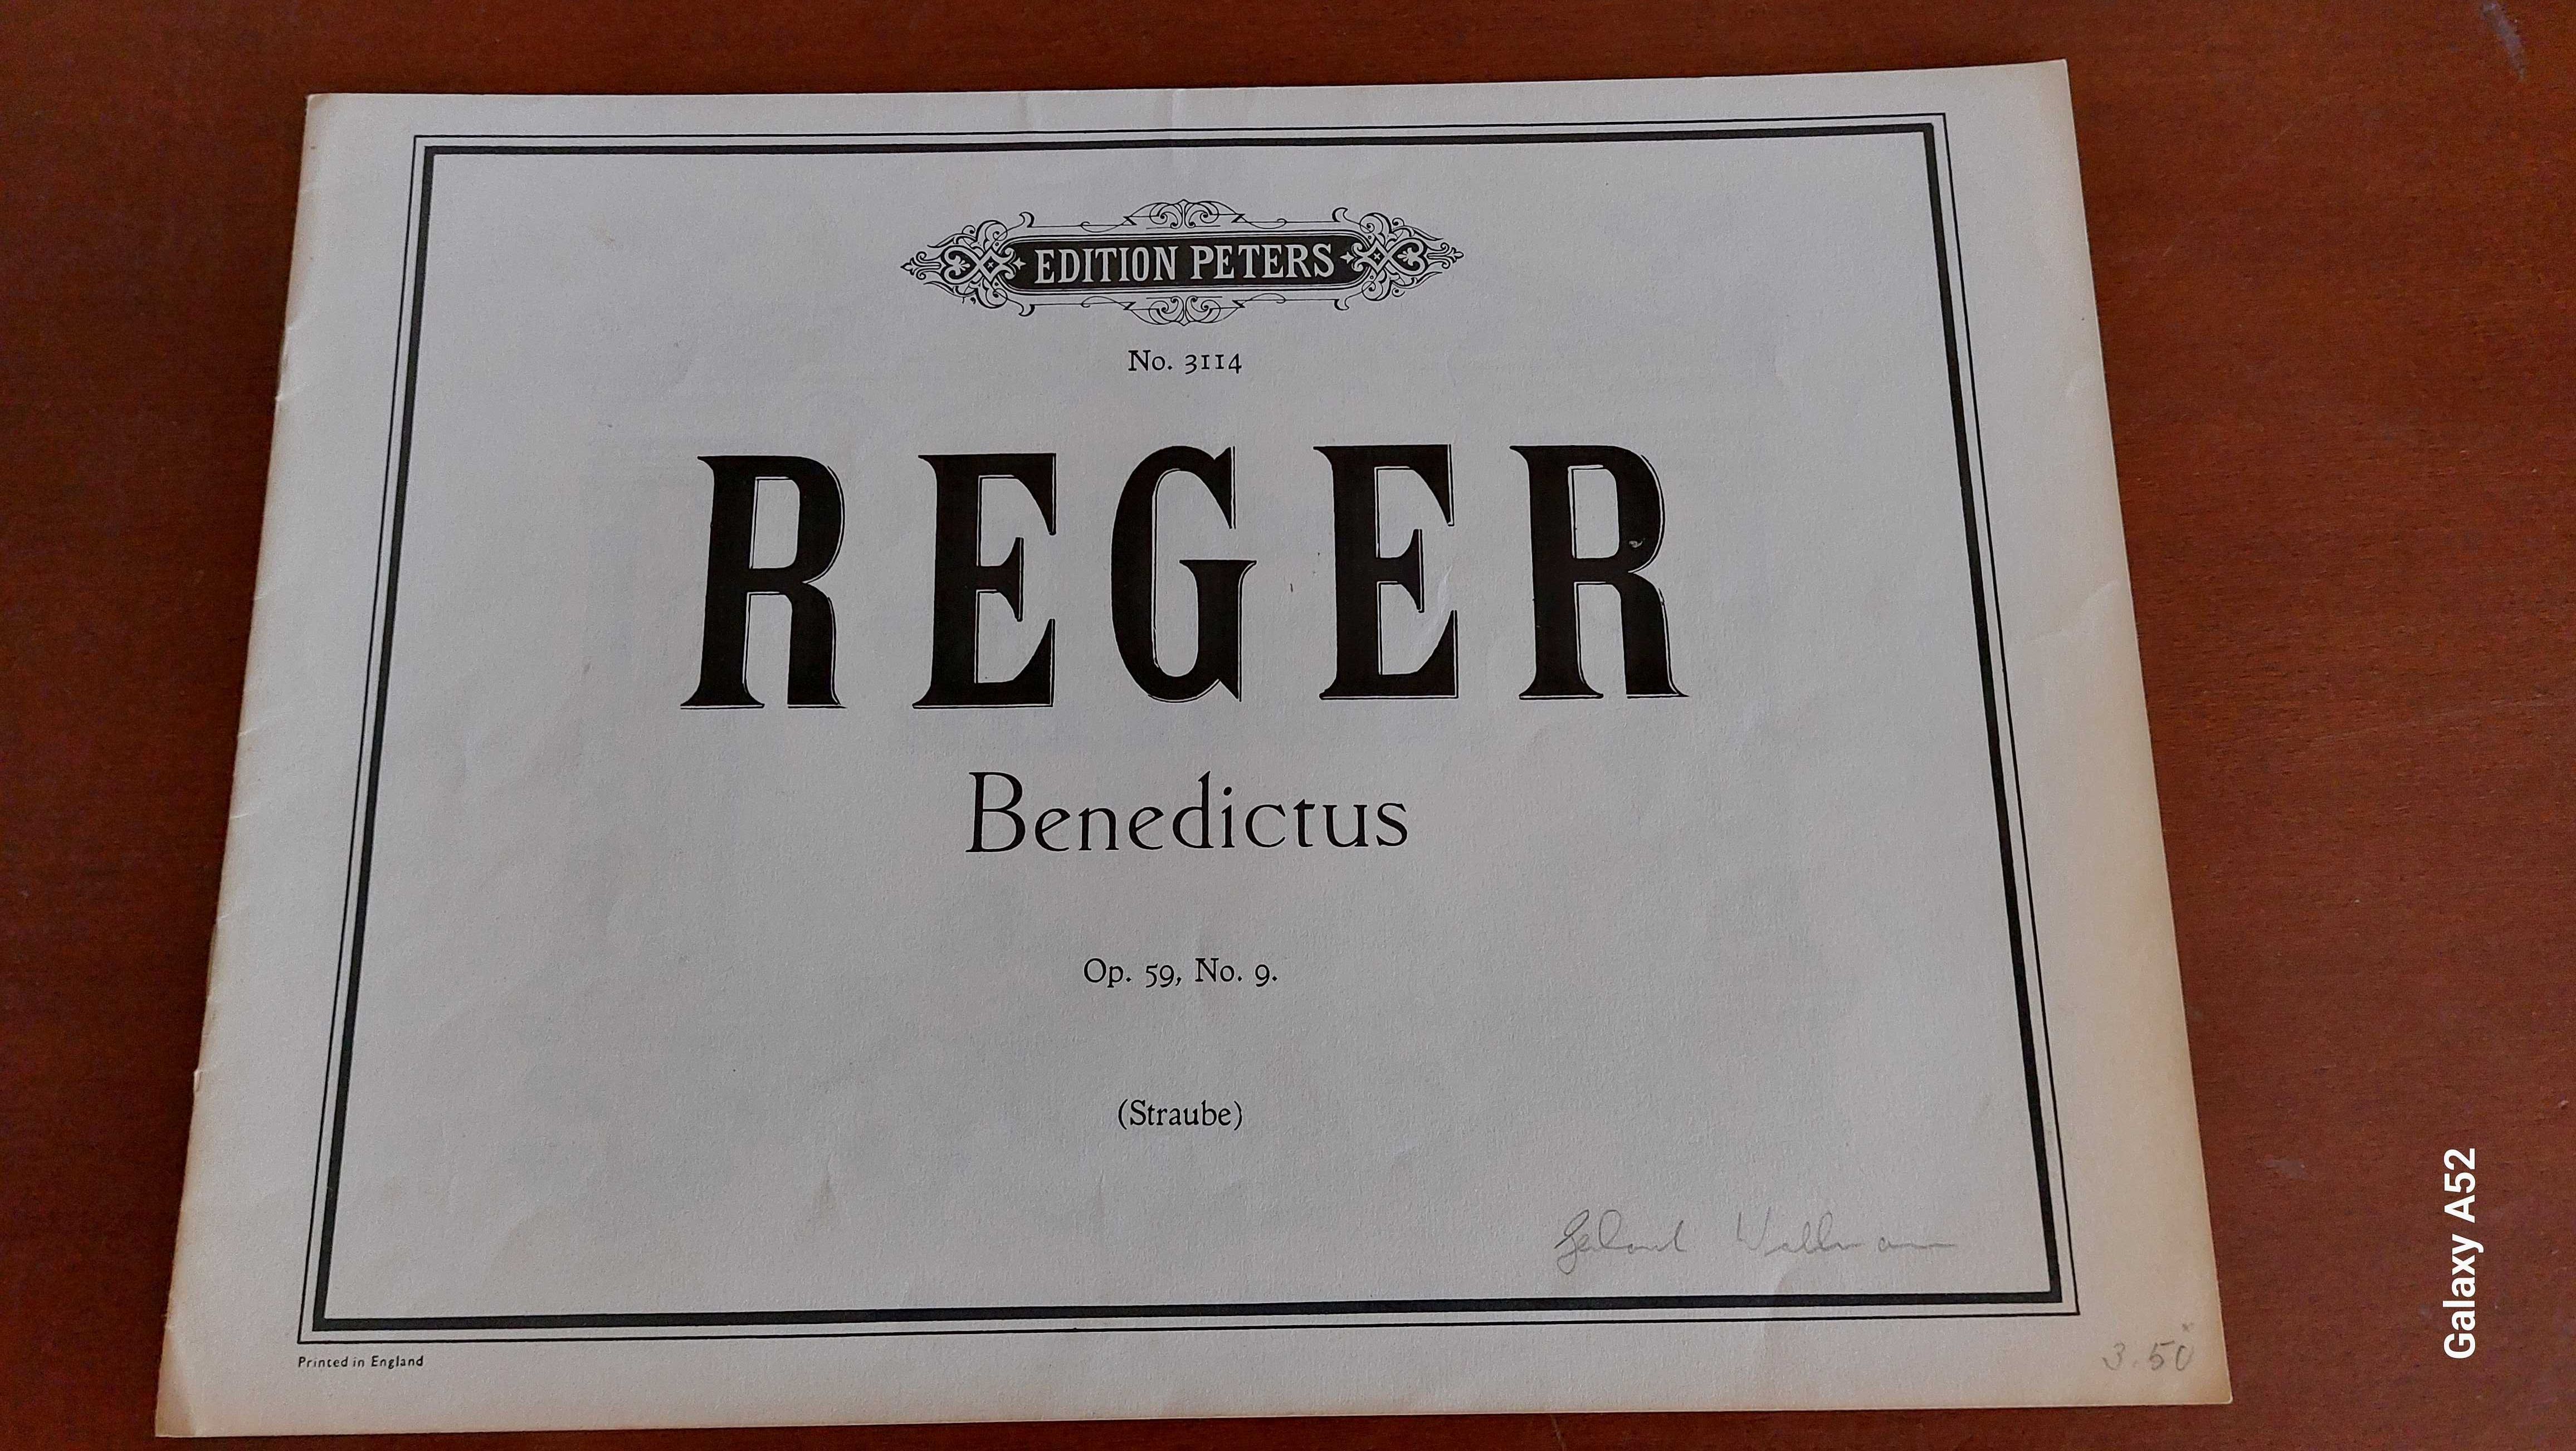 EDITION PETERS
No. 3114
REGER
Benedictus
Op. 59, No. 9.
(Straube)
Printed in England
3.50
Galaxy A52